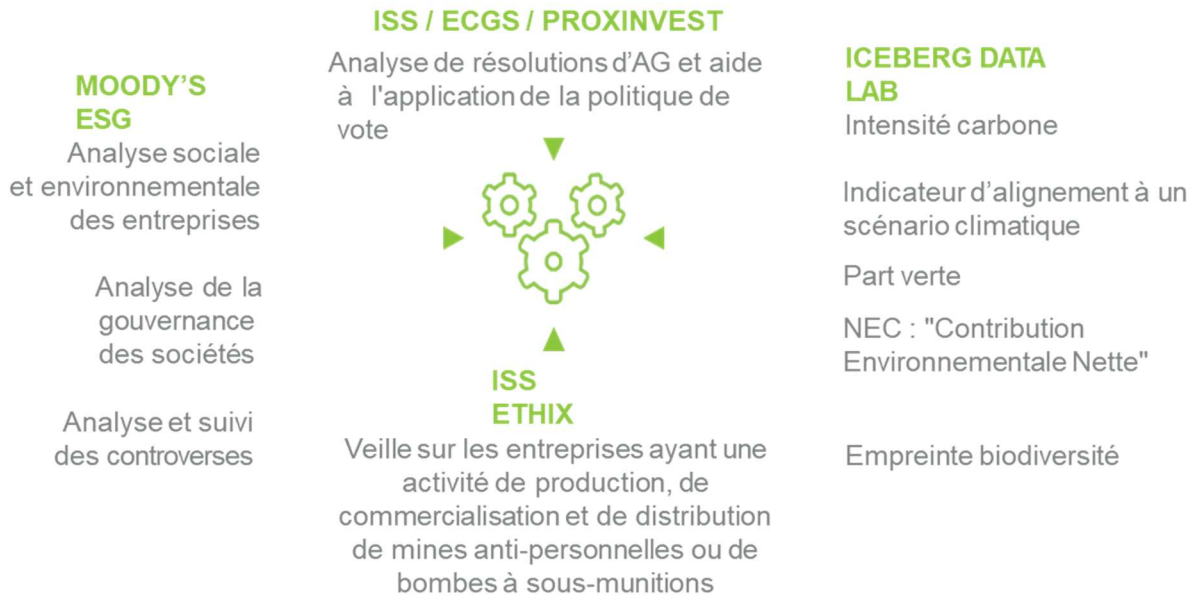 MOODY'S
ESG
Analyse sociale
et environnementale
des entreprises
Analyse de la
gouvernance
des sociétés
Analyse et suivi
des controverses
ISS / ECGS / PROXINVEST
Analyse de résolutions d'AG et aide
à l'application de la politique de
vote
ISS
ETHIX
Veille sur les entreprises ayant une
activité de production, de
commercialisation et de distribution
de mines anti-personnelles ou de
bombes à sous-munitions
ICEBERG DATA
LAB
Intensité carbone
Indicateur d'alignement à un
scénario climatique
Part verte
NEC : "Contribution
Environnementale Nette"
Empreinte biodiversité